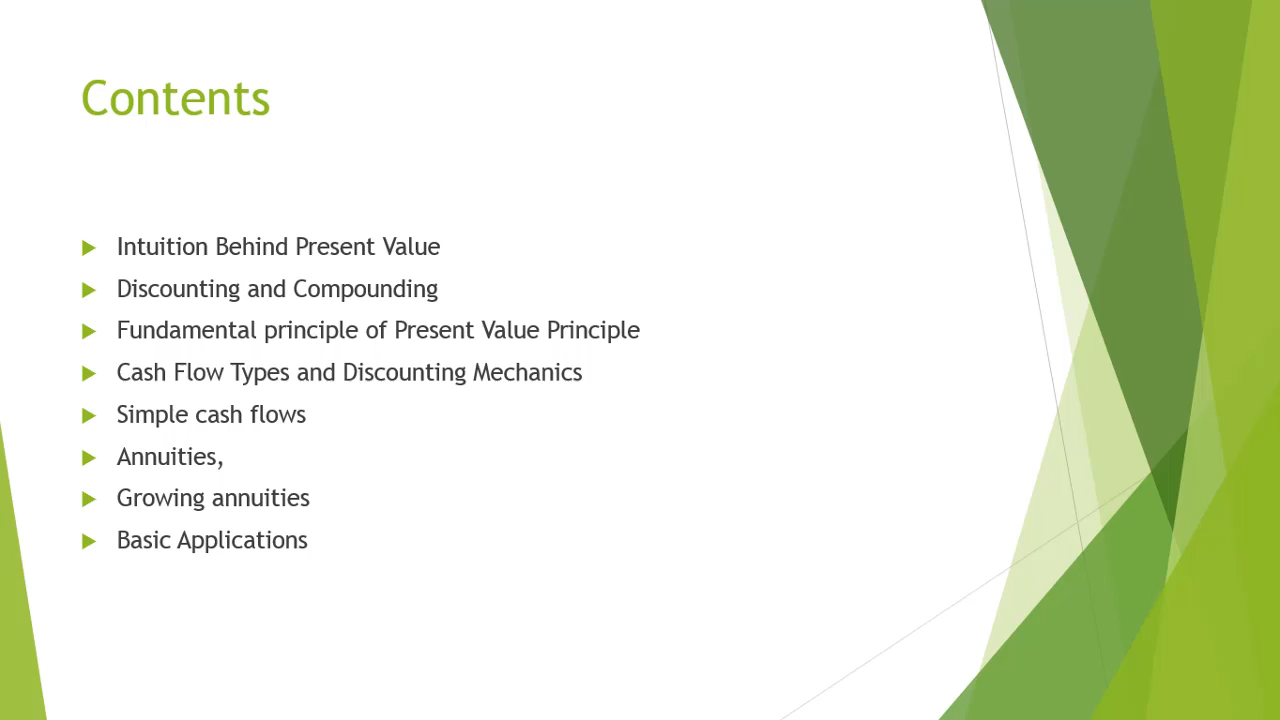 Contents
Intuition Behind Present Value
Discounting and Compounding
Fundamental principle of Present Value Principle
Cash Flow Types and Discounting Mechanics
Simple cash flows
Annuities,
Growing annuities
Basic Applications